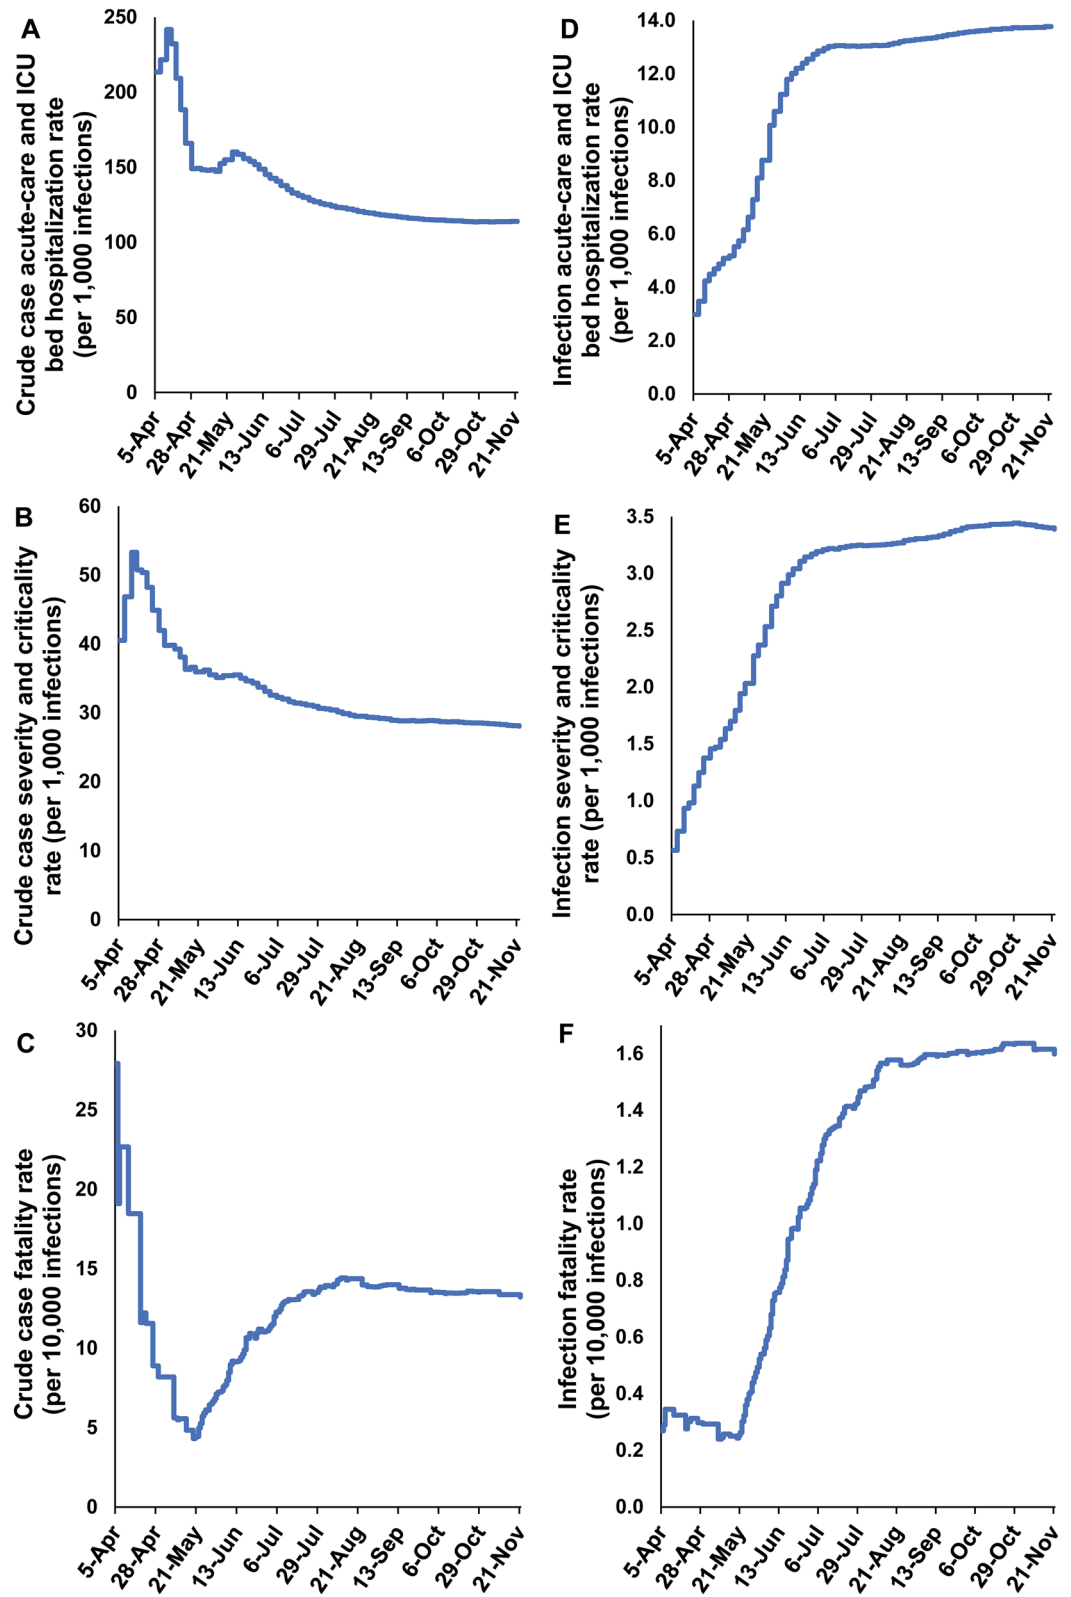 A
Crude case acute-care and ICU
bed hospitalization rate
(per 1,000 infections)
250
200
150
100
50
0
5-Apr
28-Apr
21-May
13-Jun
6-Jul
29-Jul
21-Aug
13-Sep
6-Oct
29-Oct
21-Nov
D
Infection acute-care and ICU
bed hospitalization rate
(per 1,000 infections)
14.0
12.0
10.0
8.0
6.0
4.0
2.0
0.0
5-Apr
28-Apr
21-May
13-Jun
6-Jul
29-Jul
21-Aug
13-Sep
6-Oct
29-Oct
21-Nov
B
Crude case severity and criticality
rate (per 1,000 infections)
60
50
40
30
20
10
0
5-Apr
28-Apr
21-May
13-Jun
6-Jul
29-Jul
21-Aug
13-Sep
6-Oct
29-Oct
21-Nov
E
Infection severity and criticality
rate (per 1,000 infections)
3.5
3.0
2.5
2.0
1.5
1.0
0.5
0.0
5-Apr
28-Apr
21-May
13-Jun
6-Jul
29-Jul
21-Aug
13-Sep
6-Oct
29-Oct
21-Nov
C
Crude case fatality rate
(per 10,000 infections)
30
25
20
15
10
5
0
5-Apr
28-Apr
21-May
13-Jun
6-Jul
29-Jul
21-Aug
13-Sep
6-Oct
29-Oct
21-Nov
F
Infection fatality rate
(per 10,000 infections)
1.6
1.4
1.2
1.0
0.8
0.6
0.4
0.2
0.0
5-Apr
28-Apr
21-May
13-Jun
6-Jul
29-Jul
21-Aug
13-Sep
6-Oct
29-Oct
21-Nov